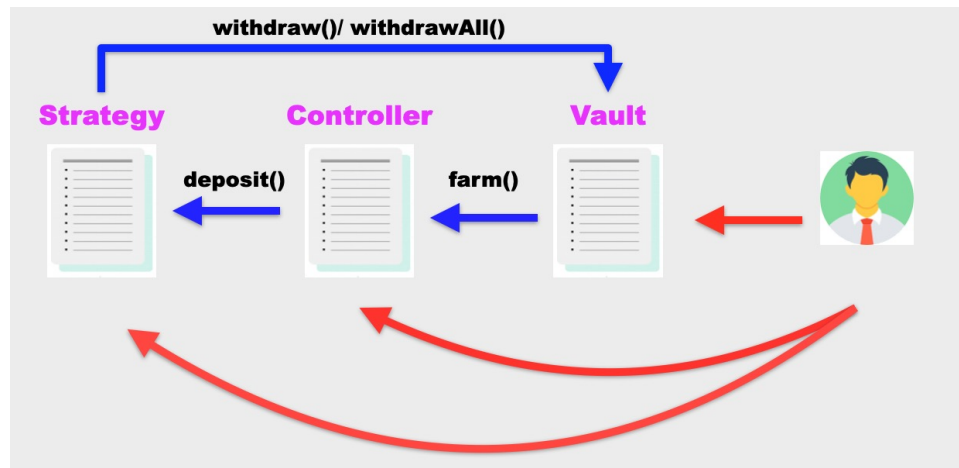 withdraw()/ withdrawAll()
Strategy
Controller
Vault
deposit()
farm()